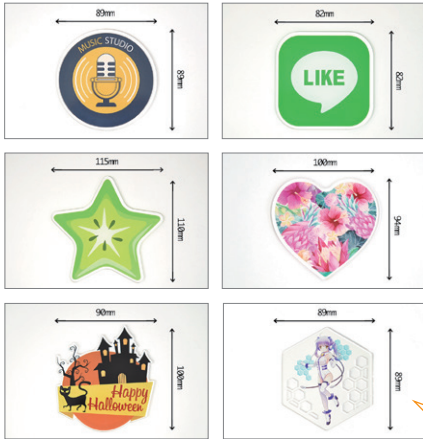 89mm
MUSIC STUDIO
89mm
82mm
LIKE
82mm
115mm
110mm
100mm
94mm
90mm
Happy
Halloween
100mm
89mm
89mm